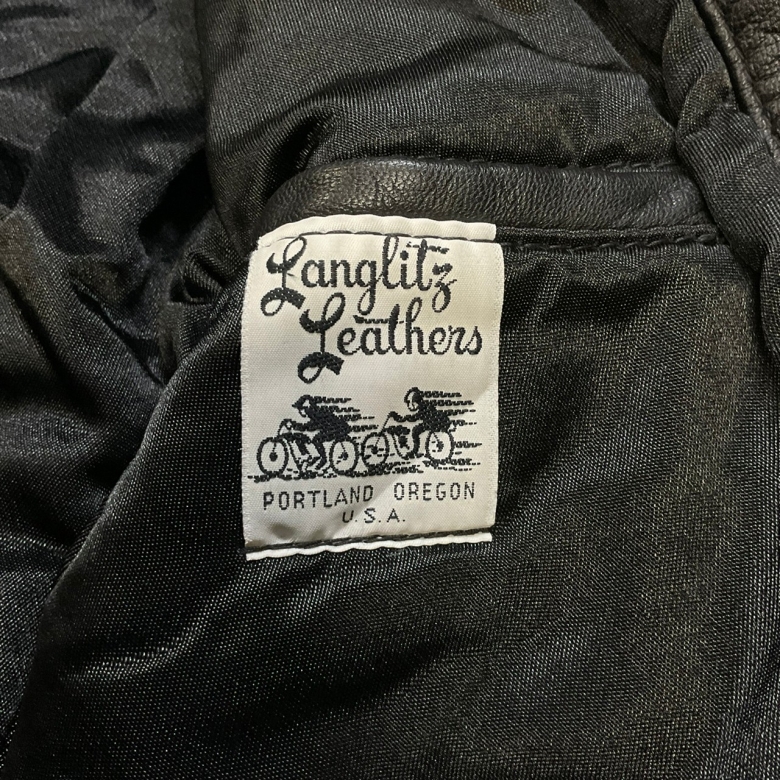 Langlitz
Leathers
PORTLAND OREGON
U.S.A.